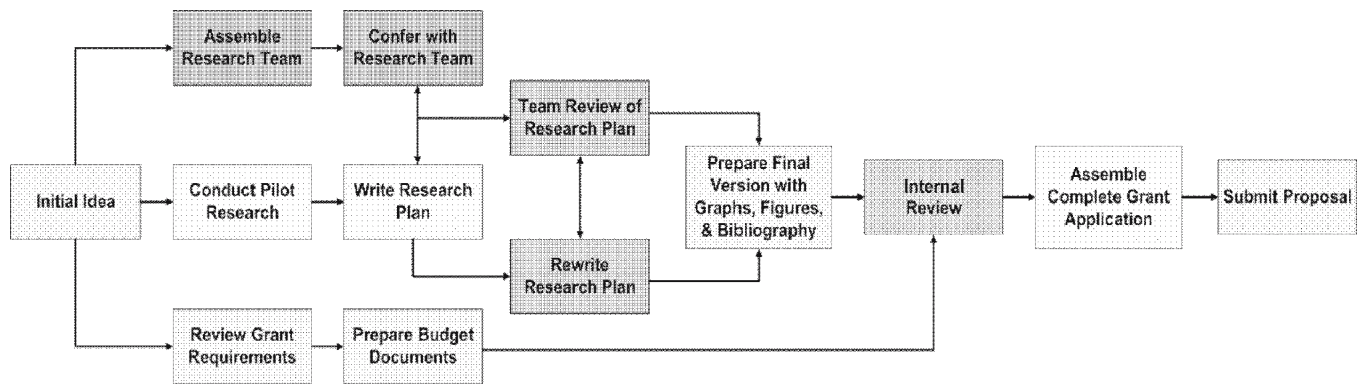 Assemble
Research Team
Confer with
Research Team
Team Review of
Research Plan
Initial Idea
Conduct Pilot
Research
Write Research
Plan
Prepare Final
Version with
Graphs, Figures,
& Bibliography
Internal
Review
Assemble
Complete Grant
Application
Submit Proposal
Rewrite
Research Plan
Review Grant
Requirements
Prepare Budget
Documents